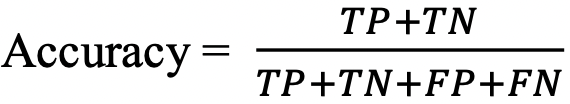 Accuracy = TP+TN / TP+TN+FP+FN